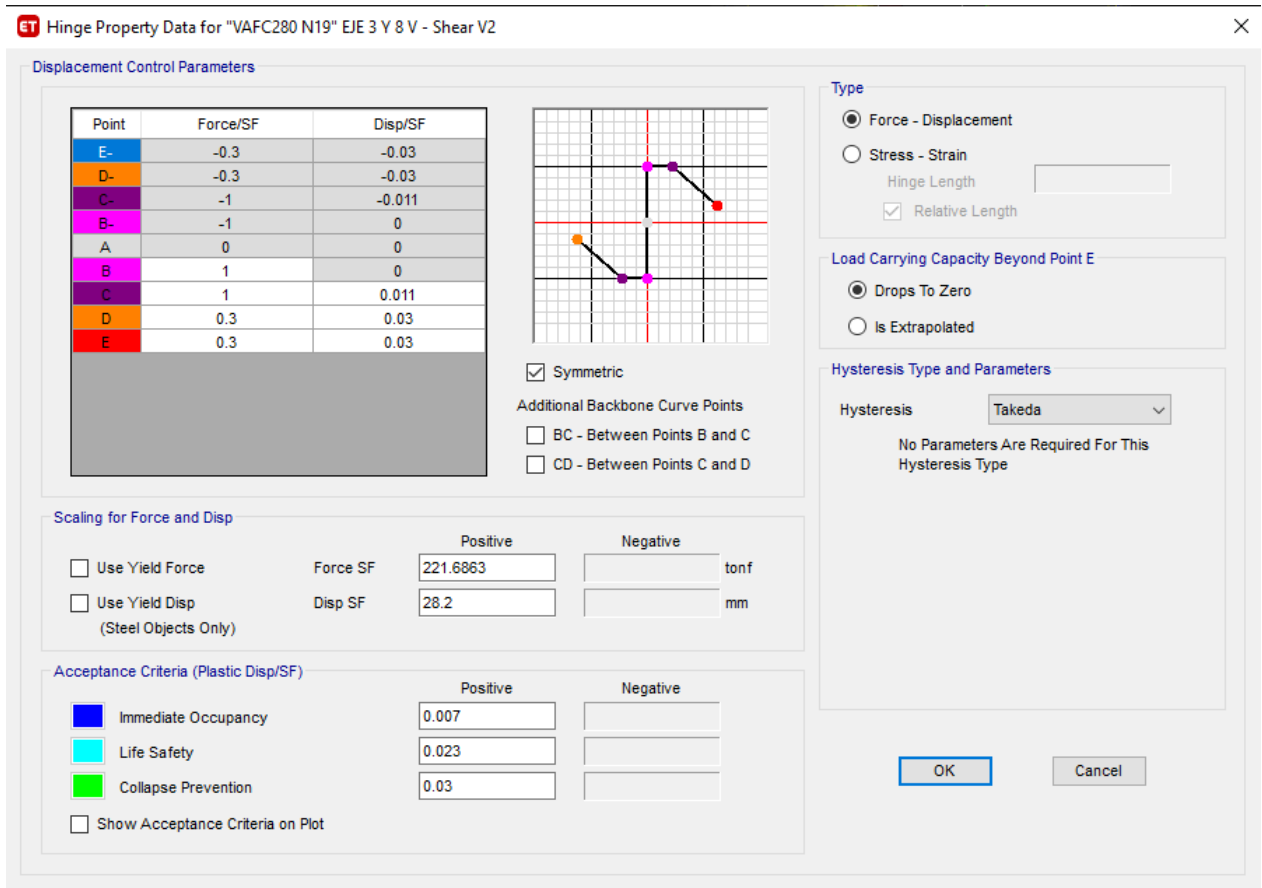 ET Hinge Property Data for "VAFC280 N19" EJE 3 Y 8 V - Shear V2
Displacement Control Parameters
Point Force/SF Disp/SF
E- -0.3 -0.03
D- -0.3 -0.03
C- -1 -0.011
B- -1 0
A 0 0
B 1 0
C 1 0.011
D 0.3 0.03
E 0.3 0.03
Symmetric
Additional Backbone Curve Points
BC - Between Points B and C
CD - Between Points C and D
Scaling for Force and Disp
Positive Negative
Use Yield Force Force SF 221.6863 tonf
Use Yield Disp Disp SF 28.2 mm
(Steel Objects Only)
Acceptance Criteria (Plastic Disp/SF)
Positive Negative
Immediate Occupancy 0.007
Life Safety 0.023
Collapse Prevention 0.03
Show Acceptance Criteria on Plot
Type
Force - Displacement
Stress - Strain
Hinge Length
Relative Length
Load Carrying Capacity Beyond Point E
Drops To Zero
Is Extrapolated
Hysteresis Type and Parameters
Hysteresis Takeda
No Parameters Are Required For This
Hysteresis Type
OK Cancel